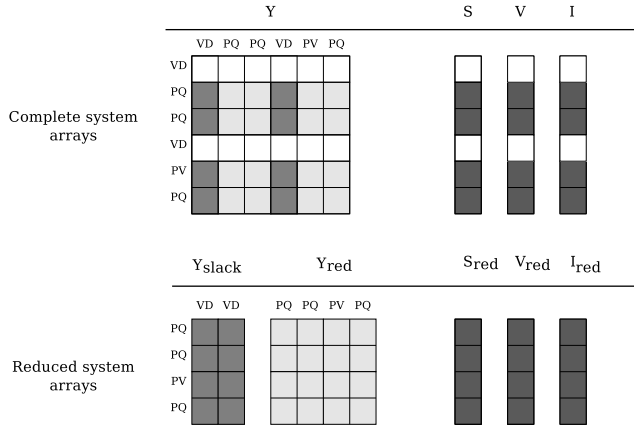 Y S V I
VD PQ PQ VD PV PQ
VD
PQ
PQ
VD
PV
PQ
Complete system
arrays
Yslack Yred Sred Vred Ired
VD VD PQ PQ PV PQ
PQ
PQ
PV
PQ
Reduced system
arrays